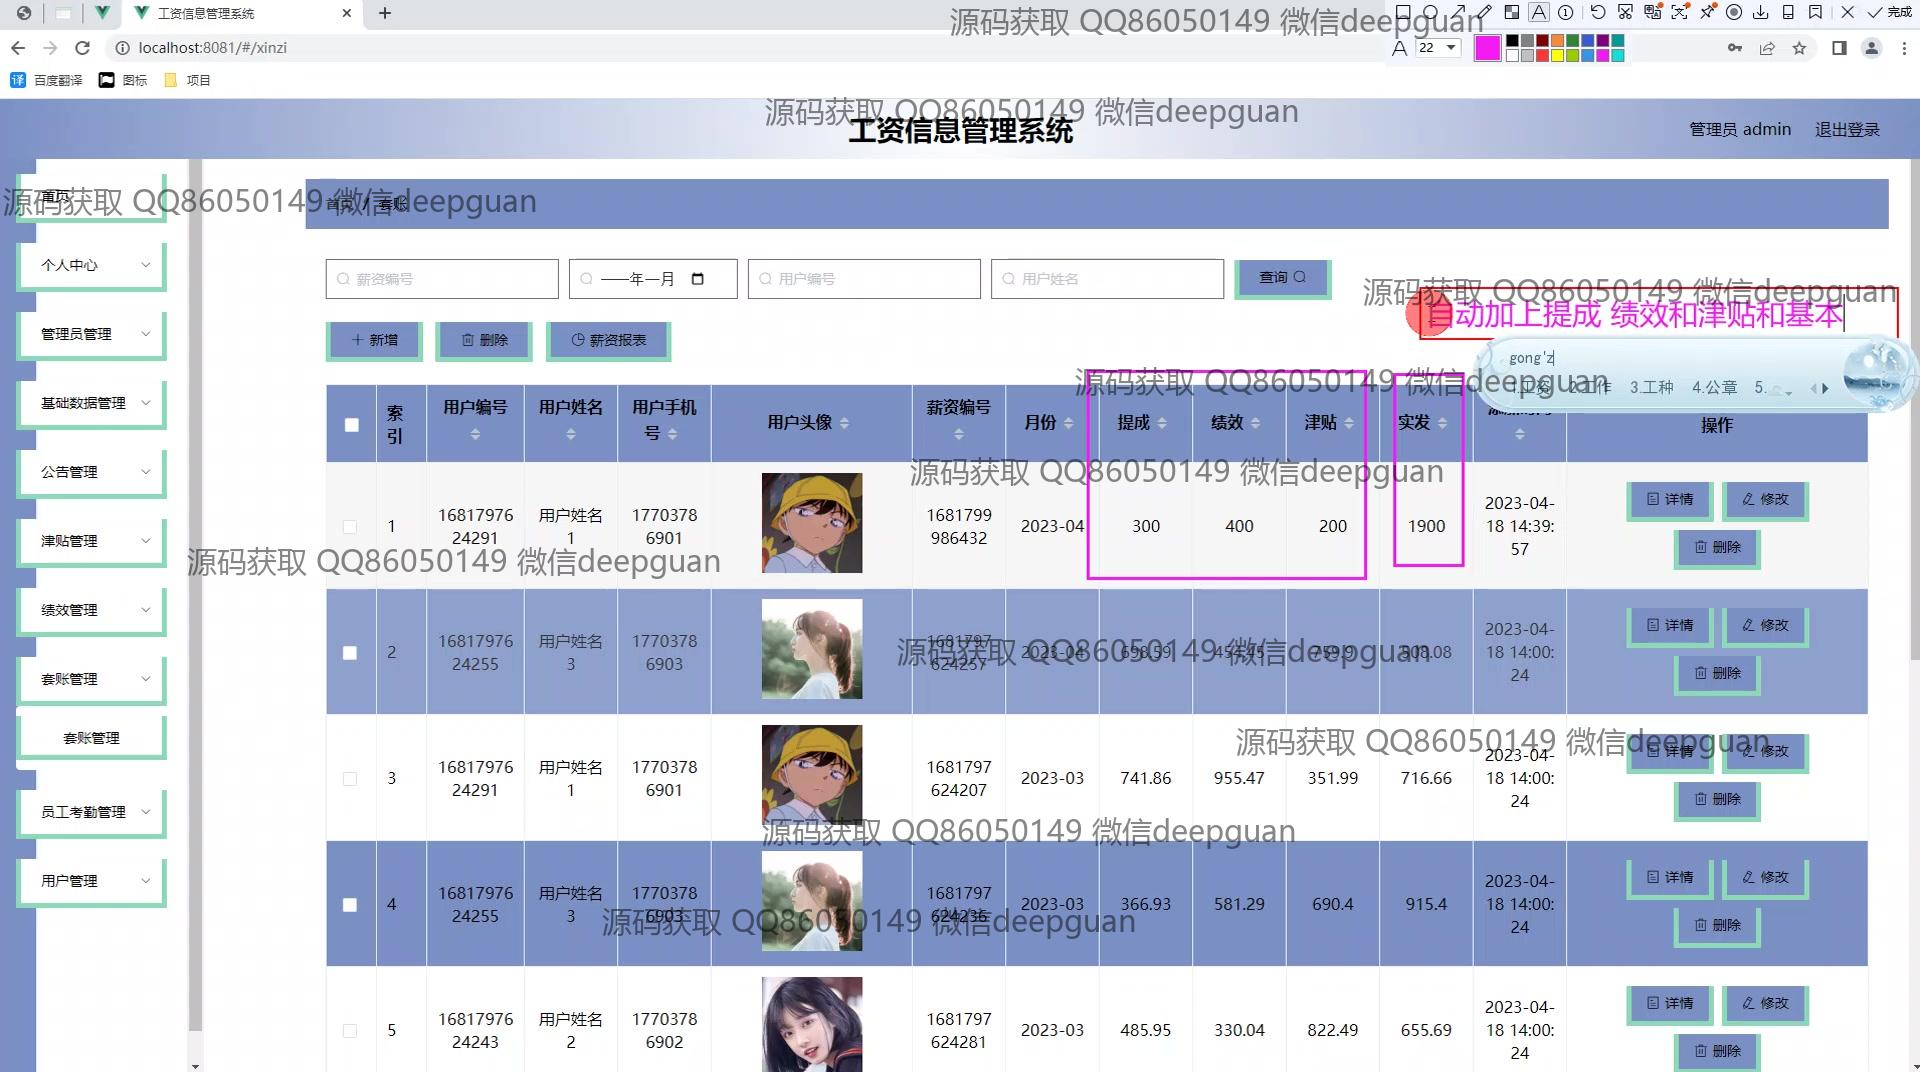 工资信息管理系统
完成
localhost:8081/#/xinzi
22
百度翻译 图标 项目
源码获取 QQ86050149 微信deepguan
源码获取 QQ86050149 微信deepguan
工资信息管理系统
管理员 admin 退出登录
首页
源码获取 QQ86050149 微信deepguan
首页 / 套账
个人中心
管理员管理
基础数据管理
公告管理
津贴管理
绩效管理
套账管理
套账管理
员工考勤管理
用户管理
薪资编号 ——年—月 用户编号 用户姓名 查询
源码获取 QQ86050149 微信deepguan
自动加上提成 绩效和津贴和基本
gong'z
1.工资 2.工作 3.工种 4.公章 5.
新增 删除 薪资报表
源码获取 QQ86050149 微信deepguan
索引 用户编号 用户姓名 用户手机号 用户头像 薪资编号 月份 提成 绩效 津贴 实发 操作
源码获取 QQ86050149 微信deepguan
1 1681797624291 用户姓名1 17703786901 1681799986432 2023-04 300 400 200 1900 2023-04-18 14:39:57 详情 修改 删除
源码获取 QQ86050149 微信deepguan
2 1681797624255 用户姓名3 17703786903 1681797624257 2023-04 698.59 759.9 508.08 2023-04-18 14:00:24 详情 修改 删除
源码获取 QQ86050149 微信deepguan
3 1681797624291 用户姓名1 17703786901 1681797624207 2023-03 741.86 955.47 351.99 716.66 2023-04-18 14:00:24 详情 修改 删除
源码获取 QQ86050149 微信deepguan
源码获取 QQ86050149 微信deepguan
4 1681797624255 用户姓名3 17703786903 1681797624236 2023-03 366.93 581.29 690.4 915.4 2023-04-18 14:00:24 详情 修改 删除
源码获取 QQ86050149 微信deepguan
5 1681797624243 用户姓名2 17703786902 1681797624281 2023-03 485.95 330.04 822.49 655.69 2023-04-18 14:00:24 详情 修改 删除